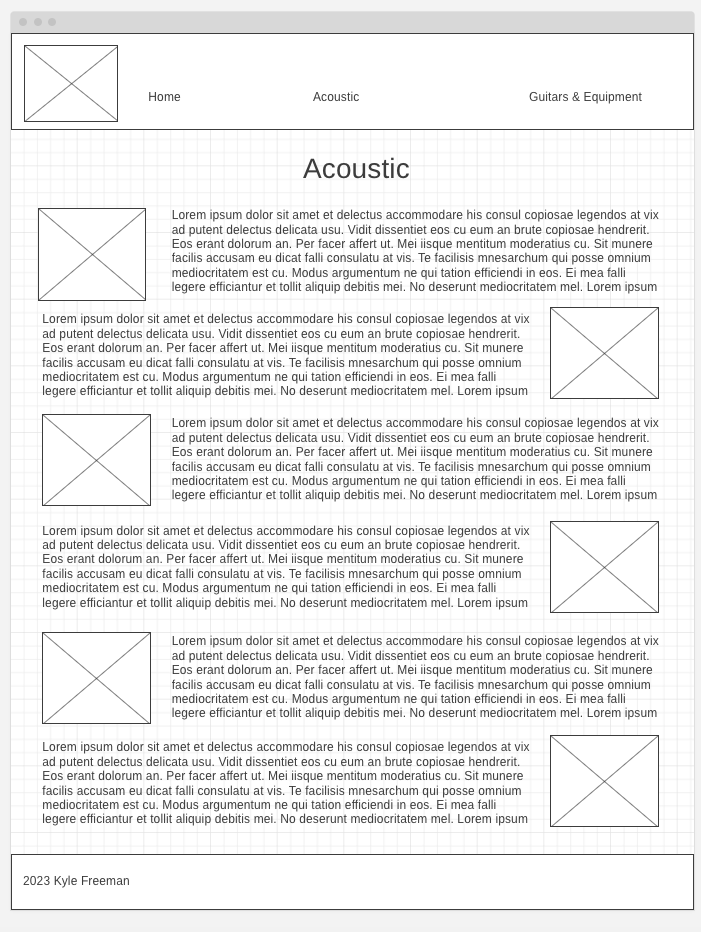 Home
Acoustic
Guitars & Equipment
Acoustic
Lorem ipsum dolor sit amet et delectus accommodare his consul copiosae legendos at vix
ad putent delectus delicata usu. Vidit dissentiet eos cu eum an brute copiosae hendrerit.
Eos erant dolorum an. Per facer affert ut. Mei iisque mentitum moderatius cu. Sit munere
facilis accusam eu dicat falli consulatu at vis. Te facilisis mnesarchum qui posse omnium
mediocritatem est cu. Modus argumentum ne qui tation efficiendi in eos. Ei mea falli
legere efficiantur et tollit aliquip debitis mei. No deserunt mediocritatem mel. Lorem ipsum
Lorem ipsum dolor sit amet et delectus accommodare his consul copiosae legendos at vix
ad putent delectus delicata usu. Vidit dissentiet eos cu eum an brute copiosae hendrerit.
Eos erant dolorum an. Per facer affert ut. Mei iisque mentitum moderatius cu. Sit munere
facilis accusam eu dicat falli consulatu at vis. Te facilisis mnesarchum qui posse omnium
mediocritatem est cu. Modus argumentum ne qui tation efficiendi in eos. Ei mea falli
legere efficiantur et tollit aliquip debitis mei. No deserunt mediocritatem mel. Lorem ipsum
Lorem ipsum dolor sit amet et delectus accommodare his consul copiosae legendos at vix
ad putent delectus delicata usu. Vidit dissentiet eos cu eum an brute copiosae hendrerit.
Eos erant dolorum an. Per facer affert ut. Mei iisque mentitum moderatius cu. Sit munere
facilis accusam eu dicat falli consulatu at vis. Te facilisis mnesarchum qui posse omnium
mediocritatem est cu. Modus argumentum ne qui tation efficiendi in eos. Ei mea falli
legere efficiantur et tollit aliquip debitis mei. No deserunt mediocritatem mel. Lorem ipsum
Lorem ipsum dolor sit amet et delectus accommodare his consul copiosae legendos at vix
ad putent delectus delicata usu. Vidit dissentiet eos cu eum an brute copiosae hendrerit.
Eos erant dolorum an. Per facer affert ut. Mei iisque mentitum moderatius cu. Sit munere
facilis accusam eu dicat falli consulatu at vis. Te facilisis mnesarchum qui posse omnium
mediocritatem est cu. Modus argumentum ne qui tation efficiendi in eos. Ei mea falli
legere efficiantur et tollit aliquip debitis mei. No deserunt mediocritatem mel. Lorem ipsum
Lorem ipsum dolor sit amet et delectus accommodare his consul copiosae legendos at vix
ad putent delectus delicata usu. Vidit dissentiet eos cu eum an brute copiosae hendrerit.
Eos erant dolorum an. Per facer affert ut. Mei iisque mentitum moderatius cu. Sit munere
facilis accusam eu dicat falli consulatu at vis. Te facilisis mnesarchum qui posse omnium
mediocritatem est cu. Modus argumentum ne qui tation efficiendi in eos. Ei mea falli
legere efficiantur et tollit aliquip debitis mei. No deserunt mediocritatem mel. Lorem ipsum
Lorem ipsum dolor sit amet et delectus accommodare his consul copiosae legendos at vix
ad putent delectus delicata usu. Vidit dissentiet eos cu eum an brute copiosae hendrerit.
Eos erant dolorum an. Per facer affert ut. Mei iisque mentitum moderatius cu. Sit munere
facilis accusam eu dicat falli consulatu at vis. Te facilisis mnesarchum qui posse omnium
mediocritatem est cu. Modus argumentum ne qui tation efficiendi in eos. Ei mea falli
legere efficiantur et tollit aliquip debitis mei. No deserunt mediocritatem mel. Lorem ipsum
2023 Kyle Freeman